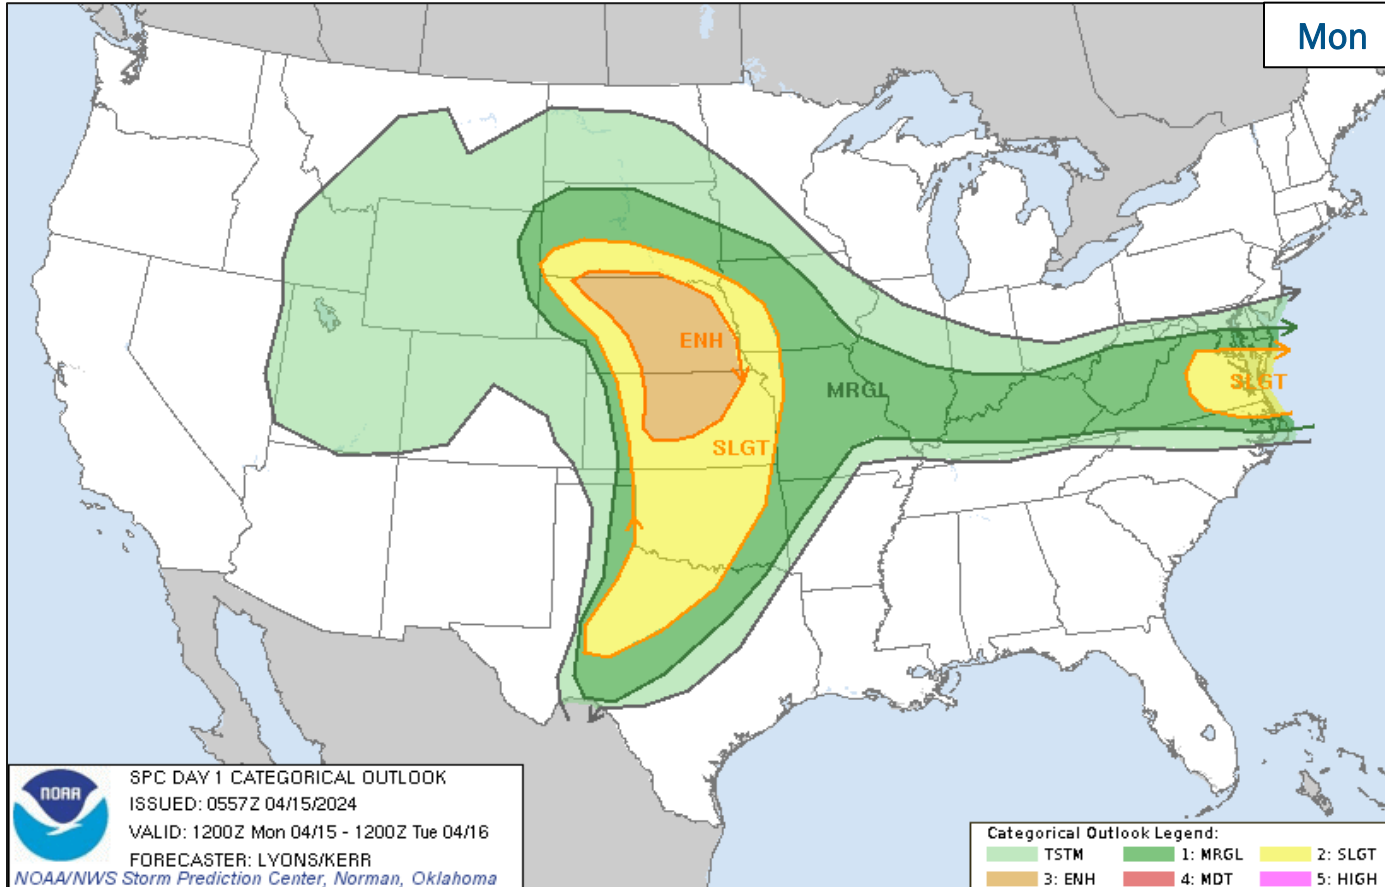 Mon
ENH
MRGL
SLGT
SLGT
NOAA
SPC DAY 1 CATEGORICAL OUTLOOK
ISSUED: 0557Z 04/15/2024
VALID: 1200Z Mon 04/15 - 1200Z Tue 04/16
FORECASTER: LYONS/KERR
NOAA/NWS Storm Prediction Center, Norman, Oklahoma
Categorical Outlook Legend:
TSTM 1: MRGL 2: SLGT
3: ENH 4: MDT 5: HIGH